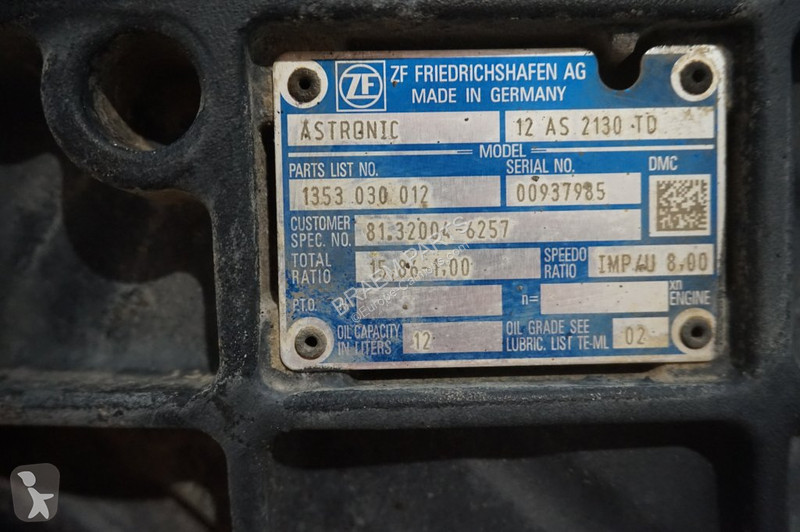 ZF
ZF FRIEDRICHSHAFEN AG
MADE IN GERMANY
ASTRONIC 12 AS 2130 TD
MODEL
PARTS LIST NO. SERIAL NO. DMC
1353 030 012 00937985
CUSTOMER SPEC. NO. 81.32004-6257
TOTAL RATIO 15,86-1,00 SPEEDO RATIO IMP/U 8,00
P.T.O. n= xn ENGINE
OIL CAPACITY IN LITERS 12 OIL GRADE SEE LUBRIC. LIST TE-ML 02